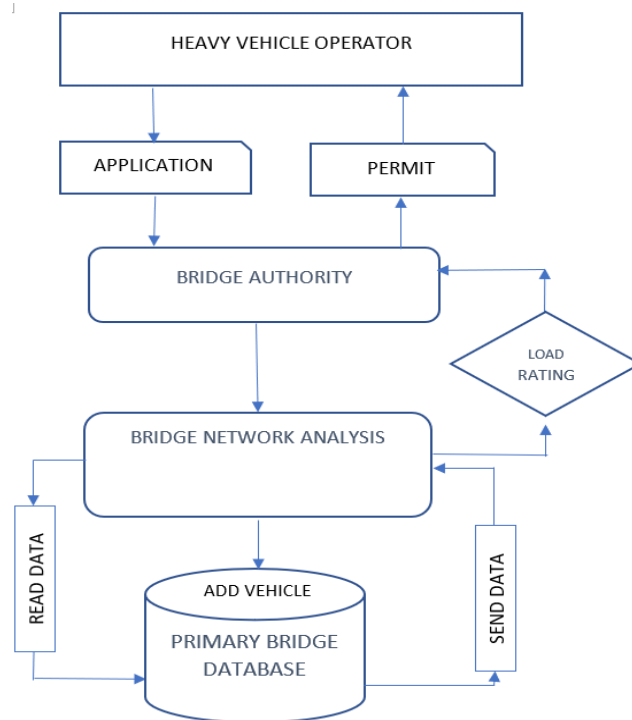 HEAVY VEHICLE OPERATOR
APPLICATION
PERMIT
BRIDGE AUTHORITY
LOAD
RATING
BRIDGE NETWORK ANALYSIS
READ DATA
SEND DATA
ADD VEHICLE
PRIMARY BRIDGE
DATABASE